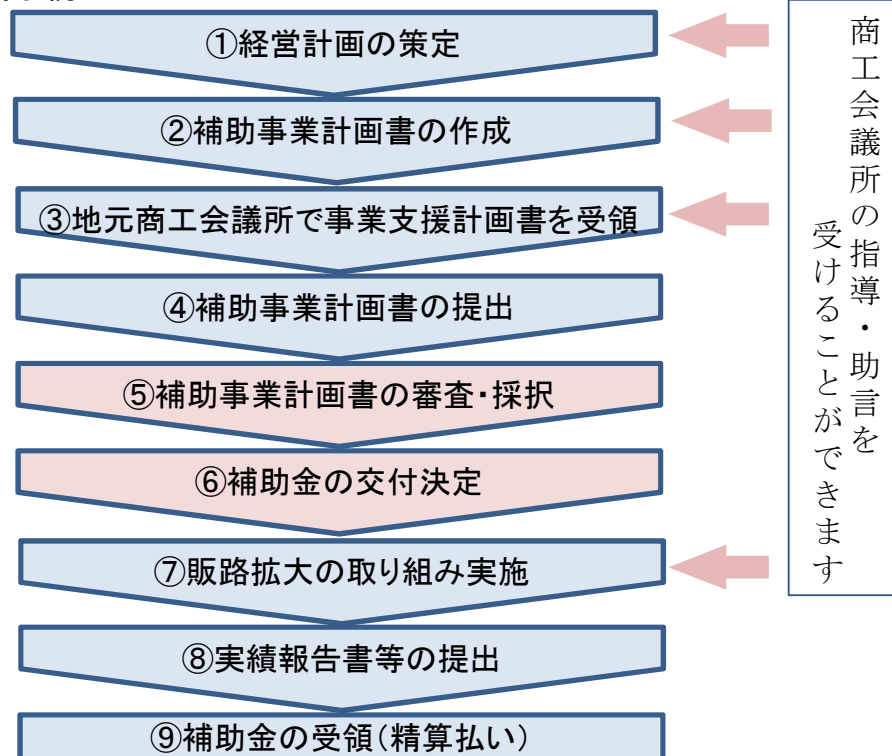 ①経営計画の策定
②補助事業計画書の作成
③地元商工会議所で事業支援計画書を受領
④補助事業計画書の提出
⑤補助事業計画書の審査・採択
⑥補助金の交付決定
⑦販路拡大の取り組み実施
⑧実績報告書等の提出
⑨補助金の受領（精算払い）
商工会議所の指導・助言を
受けることができます